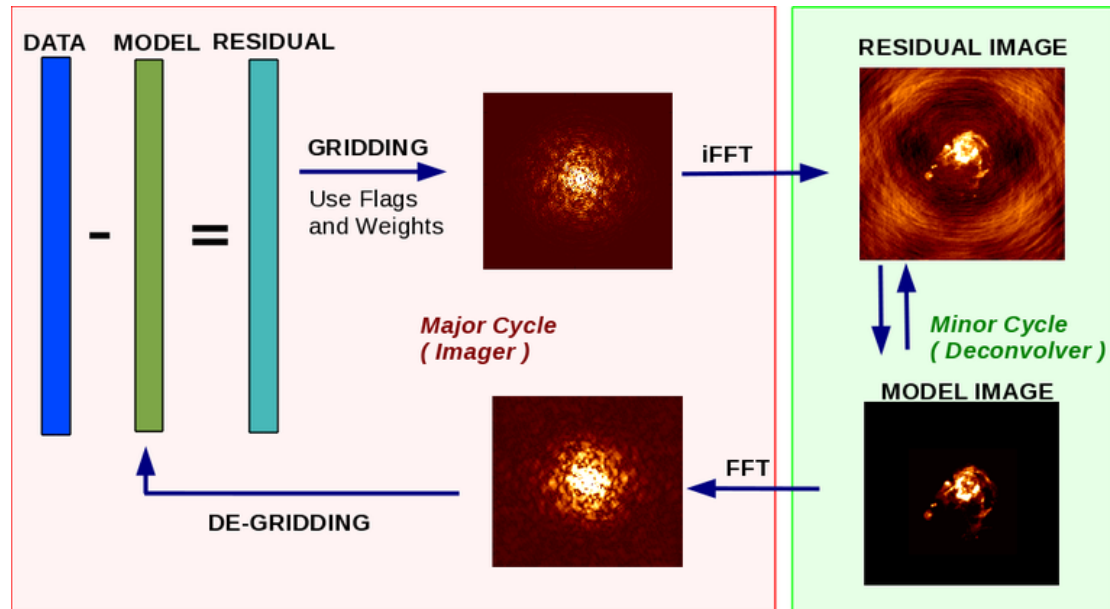 DATA MODEL RESIDUAL
-
=
GRIDDING
Use Flags
and Weights
iFFT
RESIDUAL IMAGE
Major Cycle
( Imager )
Minor Cycle
( Deconvolver )
MODEL IMAGE
FFT
DE-GRIDDING